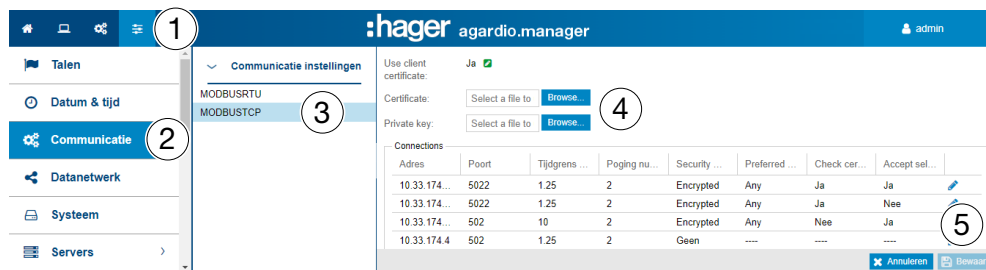 1
:hager agardio.manager
admin
Talen
Datum & tijd
Communicatie
2
Datanetwerk
Systeem
Servers
Communicatie instellingen
MODBUSRTU
MODBUSTCP
3
Use client certificate:
Ja
Certificate:
Select a file to
Browse...
4
Private key:
Select a file to
Browse...
Connections
Adres Poort Tijdgrens ... Poging nu... Security ... Preferred ... Check cer... Accept sel...
10.33.174... 5022 1.25 2 Encrypted Any Ja Ja
10.33.174... 5022 1.25 2 Encrypted Any Ja Nee
10.33.174... 502 10 2 Encrypted Any Nee Ja
10.33.174.4 502 1.25 2 Geen ---- ---- ----
5
Annuleren
Bewaar